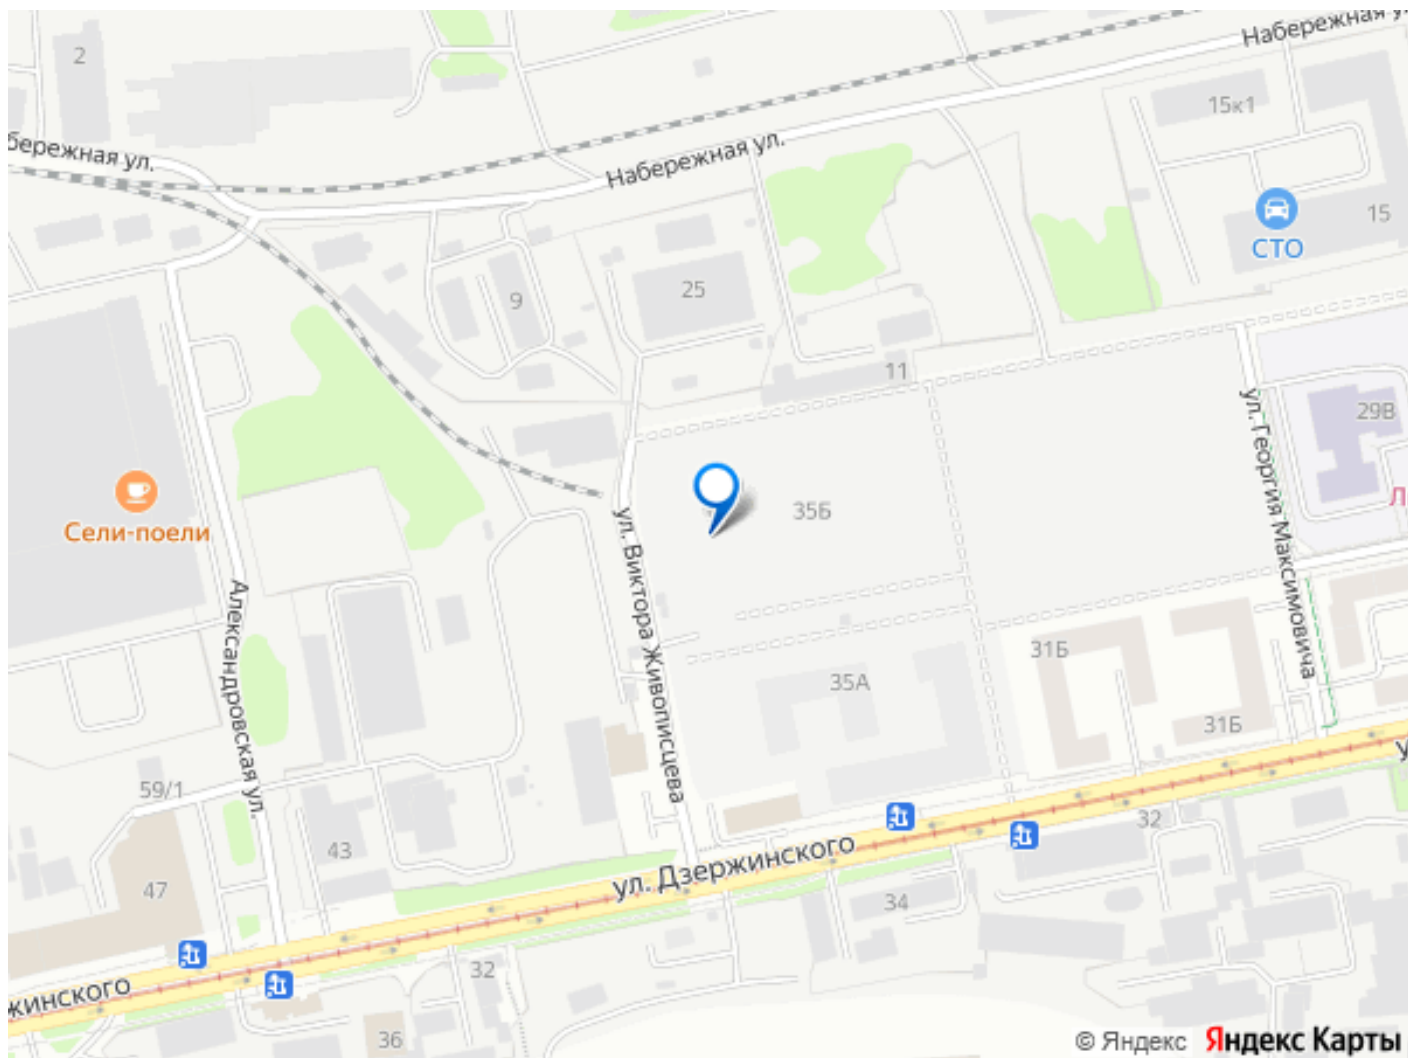 Набережная у
2
15к1
бережная ул.
Набережная ул.
15
СТО
9
25
11
ул. Георгия Максимовича
29В
Л
Сели-поели
35Б
ул. Виктора Живописцева
Александровская ул.
31Б
35А
31Б
у
59/1
32
43
ул. Дзержинского
47
34
32
жинского
36
© Яндекс Яндекс Карты